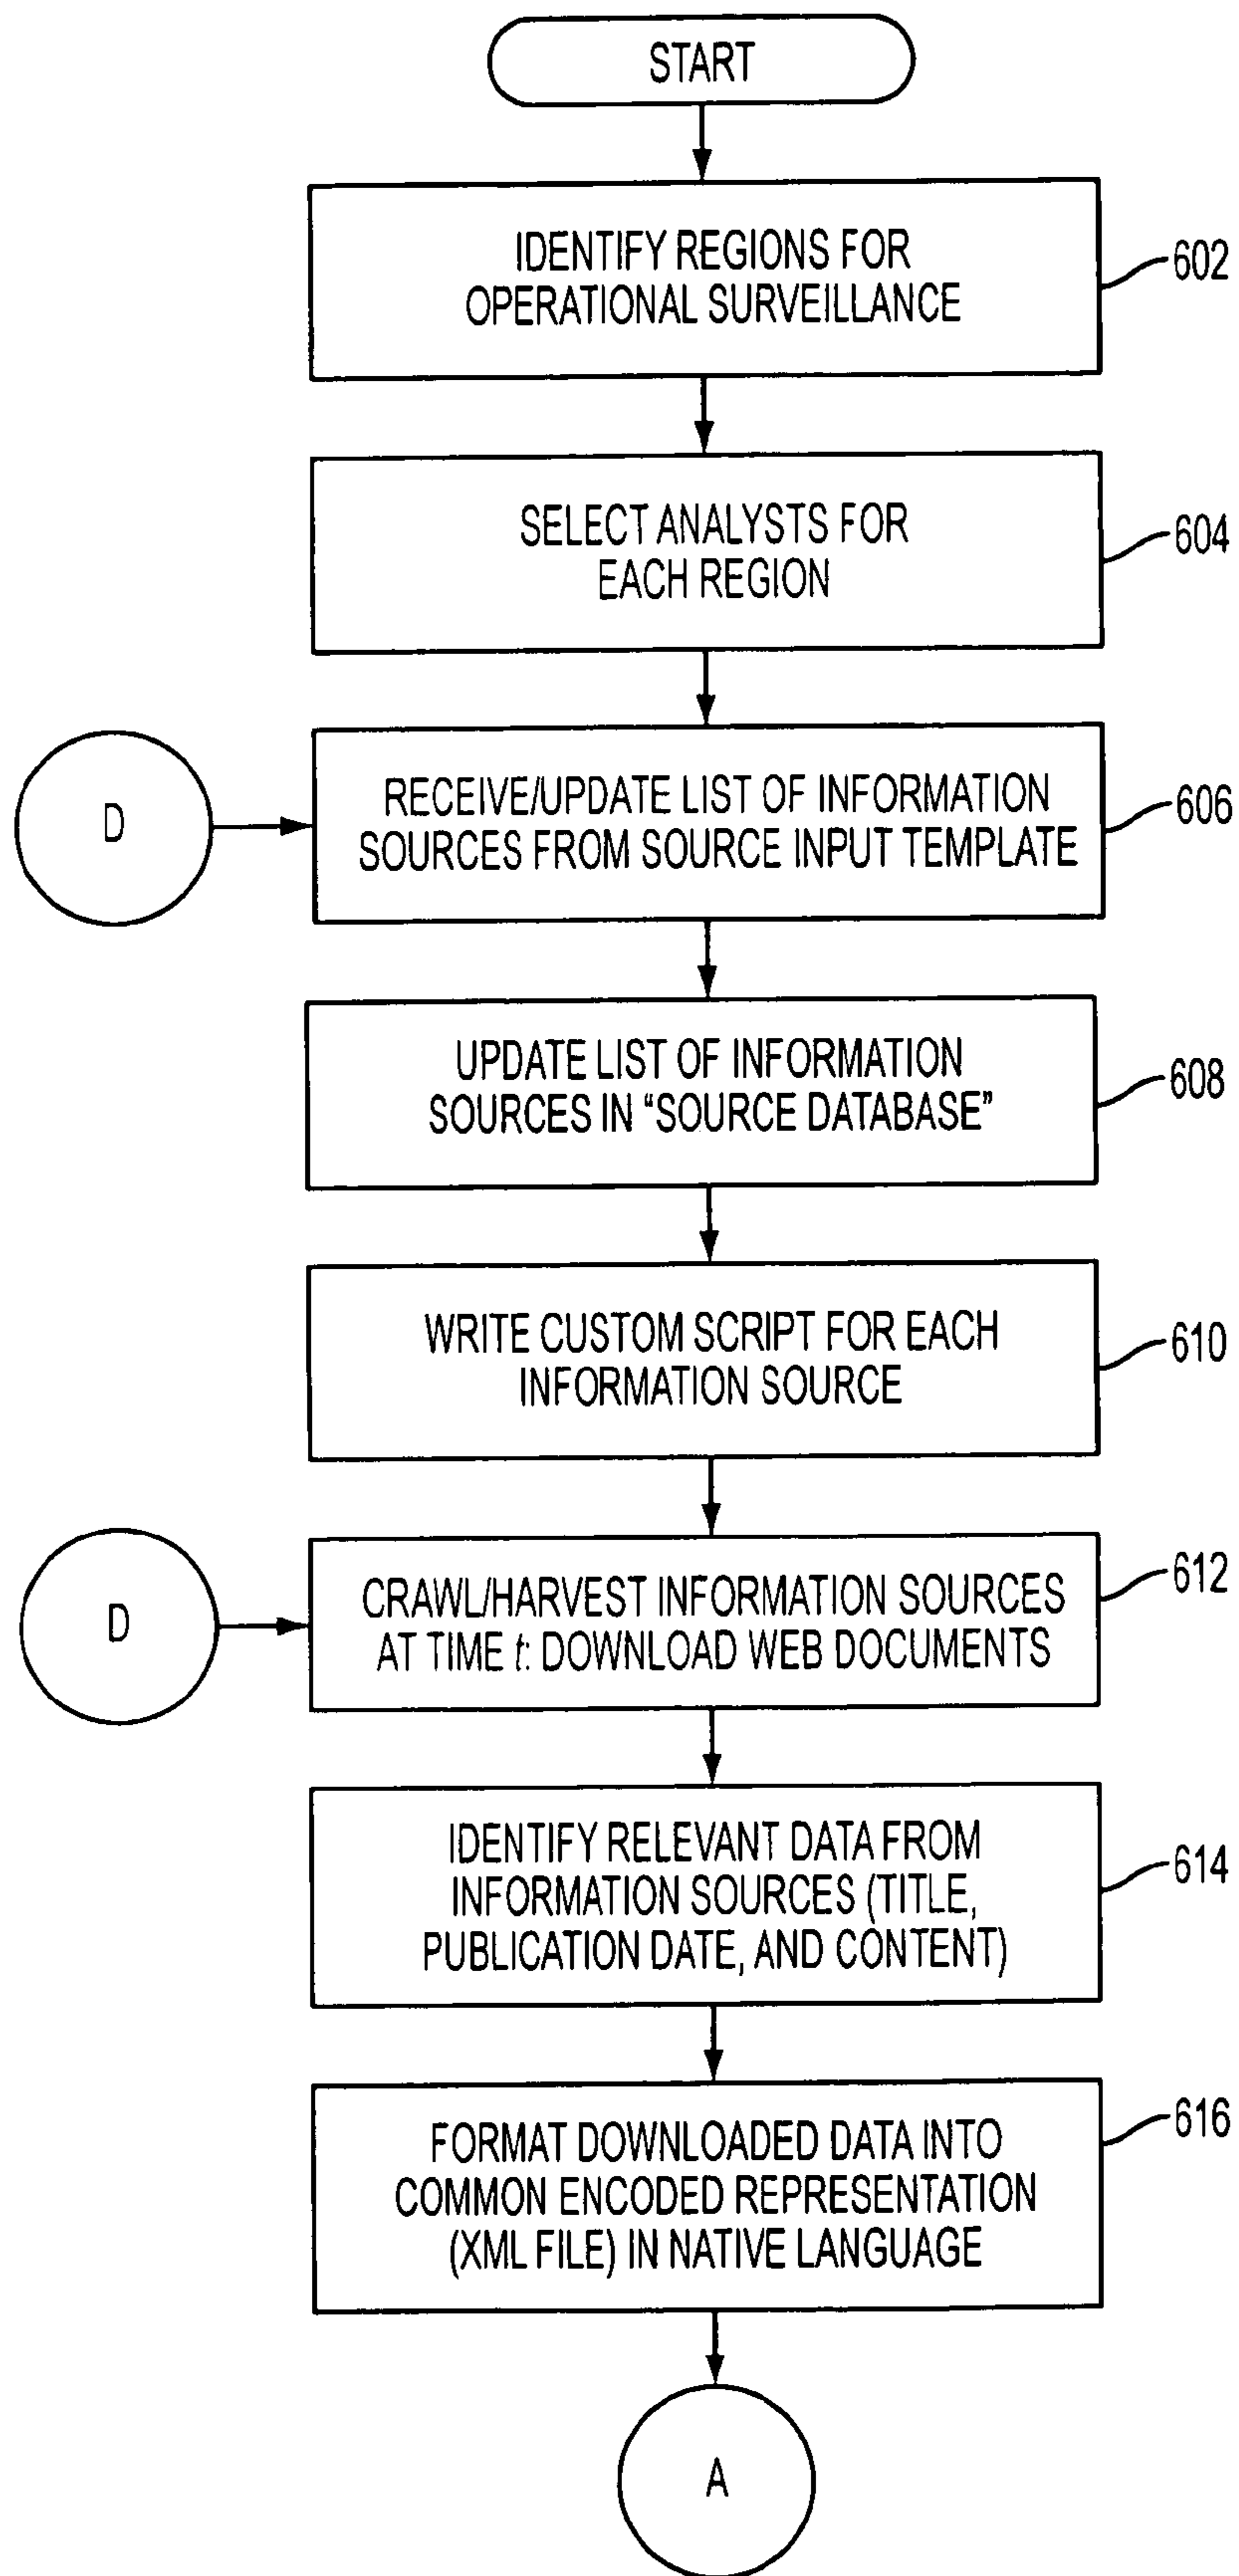 START
IDENTIFY REGIONS FOR
OPERATIONAL SURVEILLANCE
602
SELECT ANALYSTS FOR
EACH REGION
604
D
RECEIVE/UPDATE LIST OF INFORMATION
SOURCES FROM SOURCE INPUT TEMPLATE
606
UPDATE LIST OF INFORMATION
SOURCES IN “SOURCE DATABASE”
608
WRITE CUSTOM SCRIPT FOR EACH
INFORMATION SOURCE
610
D
CRAWL/HARVEST INFORMATION SOURCES
AT TIME t: DOWNLOAD WEB DOCUMENTS
612
IDENTIFY RELEVANT DATA FROM
INFORMATION SOURCES (TITLE,
PUBLICATION DATE, AND CONTENT)
614
FORMAT DOWNLOADED DATA INTO
COMMON ENCODED REPRESENTATION
(XML FILE) IN NATIVE LANGUAGE
616
A